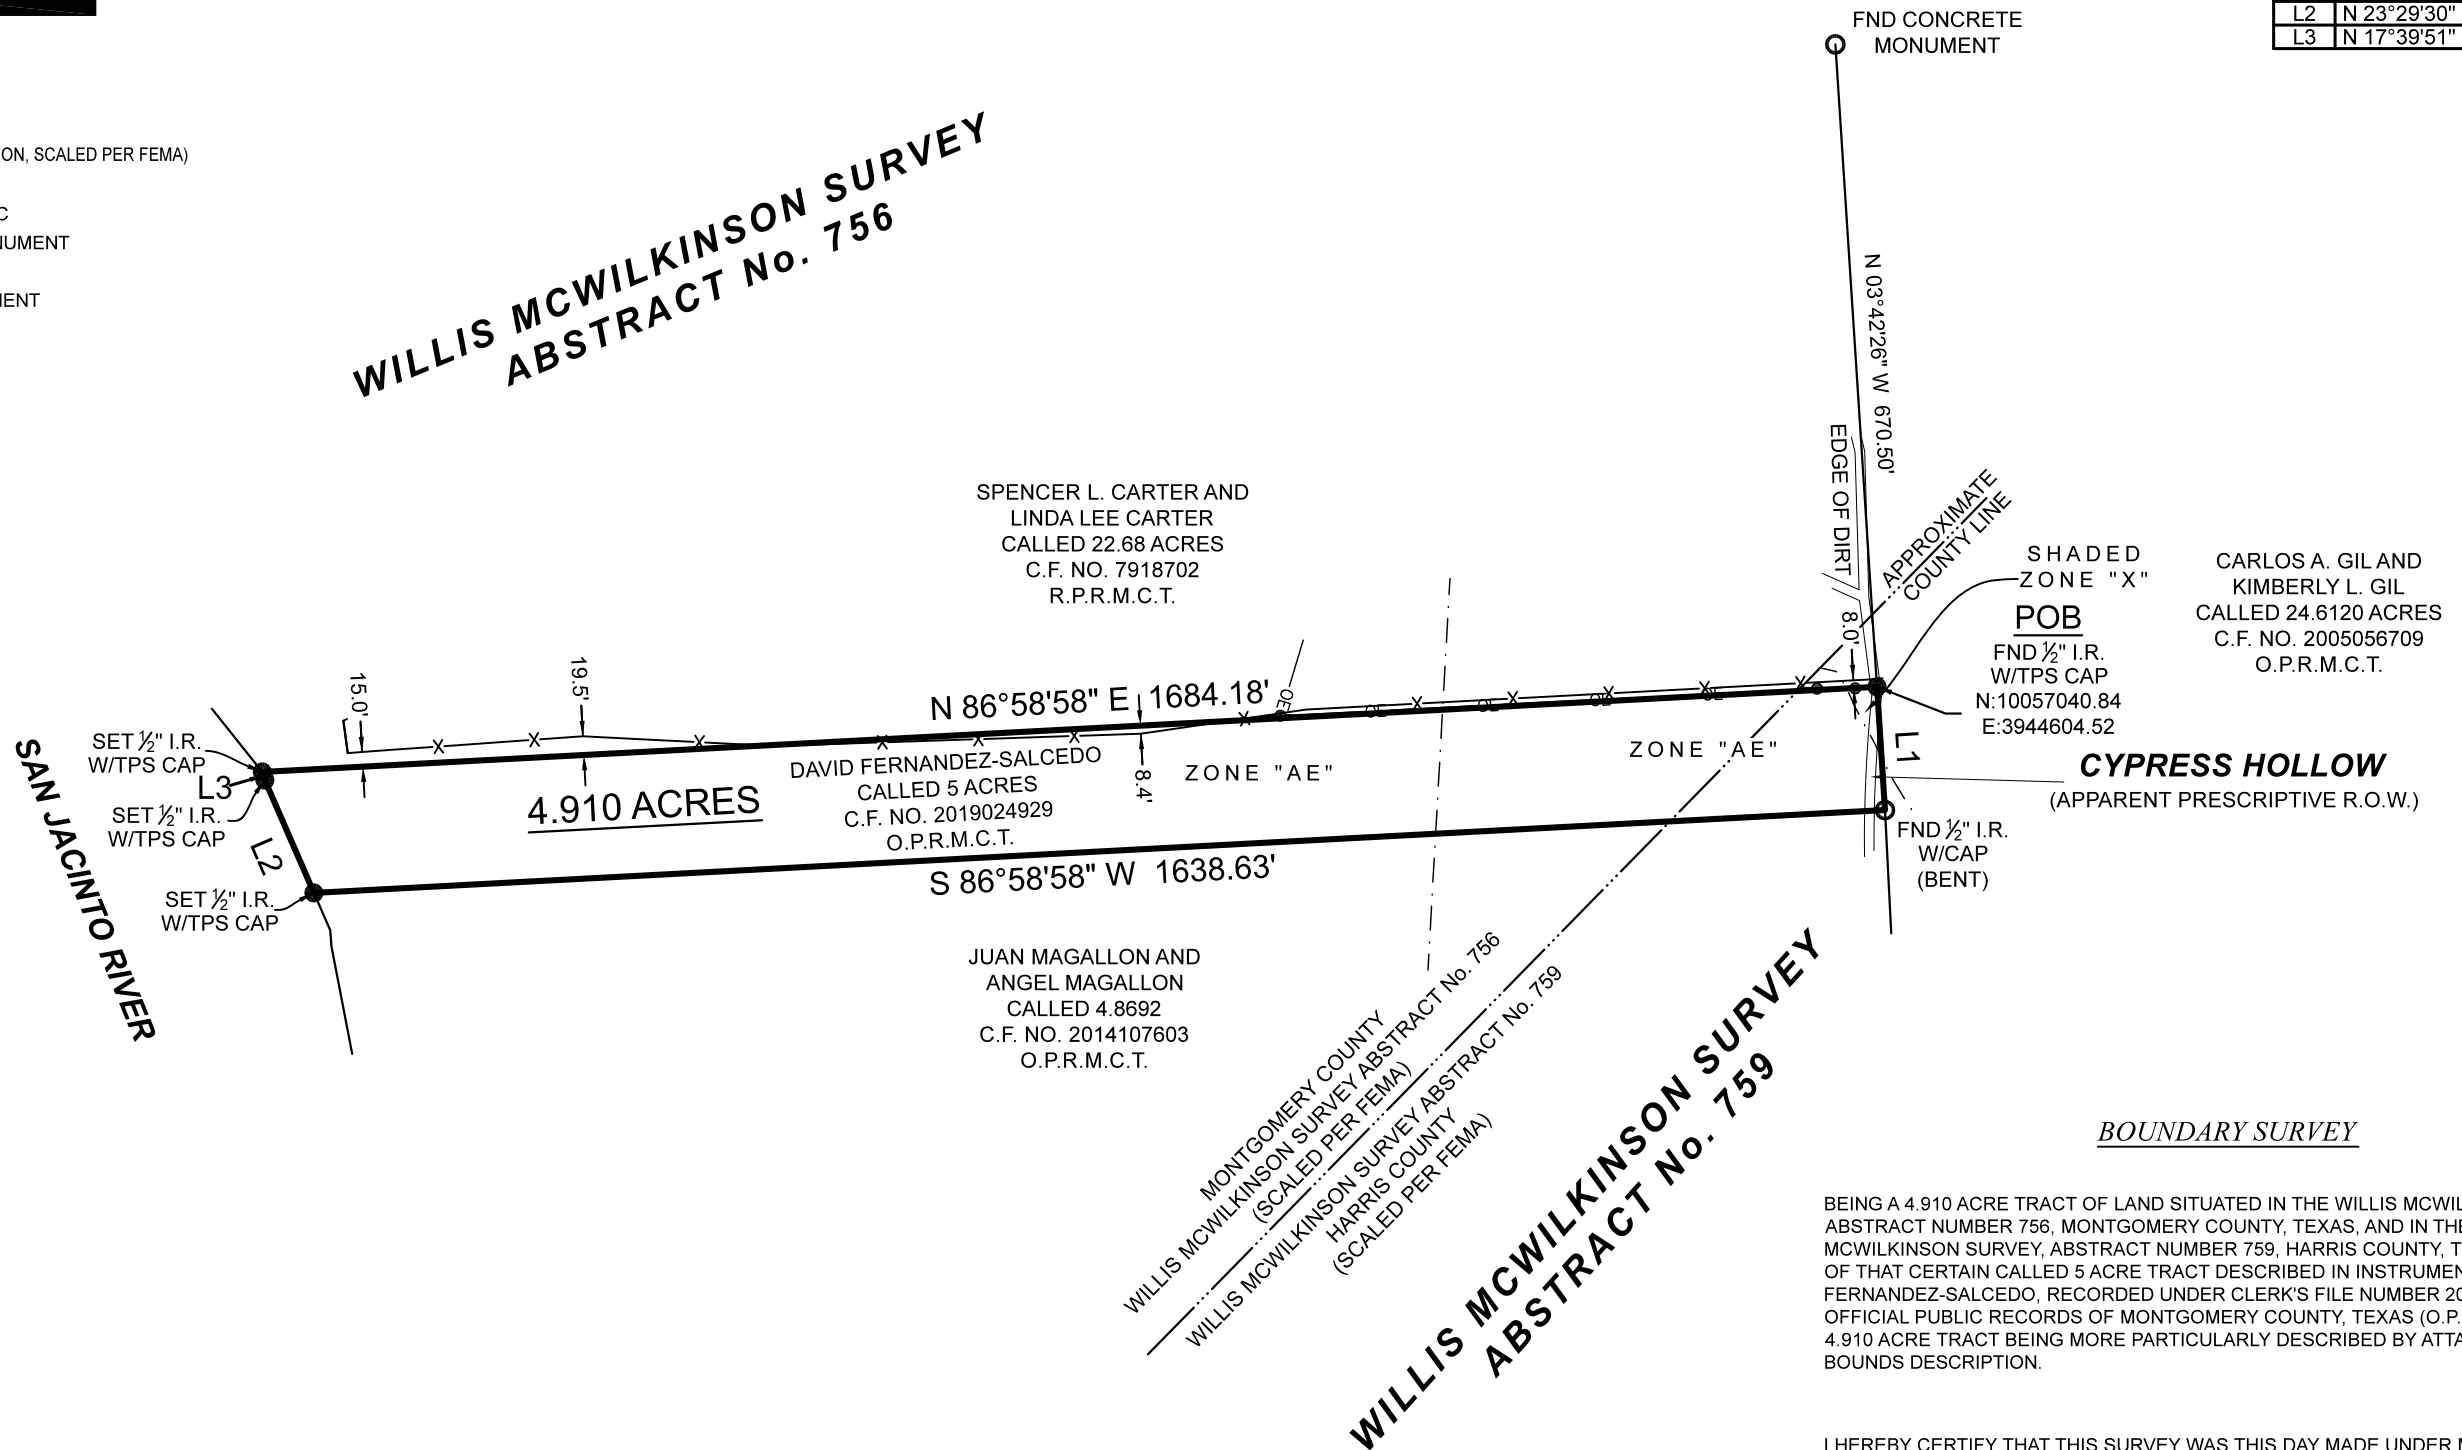 FND CONCRETE
MONUMENT
L2 N 23°29'30"
L3 N 17°39'51"
ON, SCALED PER FEMA)
C
NUMENT
MENT
WILLIS MCWILKINSON SURVEY
ABSTRACT No. 756
N 03°42'26" W 670.50'
EDGE OF DIRT
APPROXIMATE
COUNTY LINE
SPENCER L. CARTER AND
LINDA LEE CARTER
CALLED 22.68 ACRES
C.F. NO. 7918702
R.P.R.M.C.T.
SHADED
ZONE "X"
CARLOS A. GIL AND
KIMBERLY L. GIL
CALLED 24.6120 ACRES
C.F. NO. 2005056709
O.P.R.M.C.T.
POB
FND ½" I.R.
W/TPS CAP
N:10057040.84
E:3944604.52
8.0'
15.0'
19.5'
N 86°58'58" E 1684.18'
OEG
X X X X X X X X X X X X
OE OE OE OE
SET ½" I.R.
W/TPS CAP
L3
SET ½" I.R.
W/TPS CAP
L2
SET ½" I.R.
W/TPS CAP
SAN JACINTO RIVER
4.910 ACRES
DAVID FERNANDEZ-SALCEDO
CALLED 5 ACRES
C.F. NO. 2019024929
O.P.R.M.C.T.
8.4'
ZONE "AE"
ZONE "AE"
L1
CYPRESS HOLLOW
(APPARENT PRESCRIPTIVE R.O.W.)
FND ½" I.R.
W/CAP
(BENT)
S 86°58'58" W 1638.63'
JUAN MAGALLON AND
ANGEL MAGALLON
CALLED 4.8692
C.F. NO. 2014107603
O.P.R.M.C.T.
MONTGOMERY COUNTY
WILLIS MCWILKINSON SURVEY ABSTRACT No. 756
(SCALED PER FEMA)
WILLIS MCWILKINSON SURVEY ABSTRACT No. 759
HARRIS COUNTY
(SCALED PER FEMA)
WILLIS MCWILKINSON SURVEY
ABSTRACT No. 759
BOUNDARY SURVEY
BEING A 4.910 ACRE TRACT OF LAND SITUATED IN THE WILLIS MCWIL
ABSTRACT NUMBER 756, MONTGOMERY COUNTY, TEXAS, AND IN THE
MCWILKINSON SURVEY, ABSTRACT NUMBER 759, HARRIS COUNTY, T
OF THAT CERTAIN CALLED 5 ACRE TRACT DESCRIBED IN INSTRUMEN
FERNANDEZ-SALCEDO, RECORDED UNDER CLERK'S FILE NUMBER 20
OFFICIAL PUBLIC RECORDS OF MONTGOMERY COUNTY, TEXAS (O.P.
4.910 ACRE TRACT BEING MORE PARTICULARLY DESCRIBED BY ATTA
BOUNDS DESCRIPTION.
I HEREBY CERTIFY THAT THIS SURVEY WAS THIS DAY MADE UNDER M